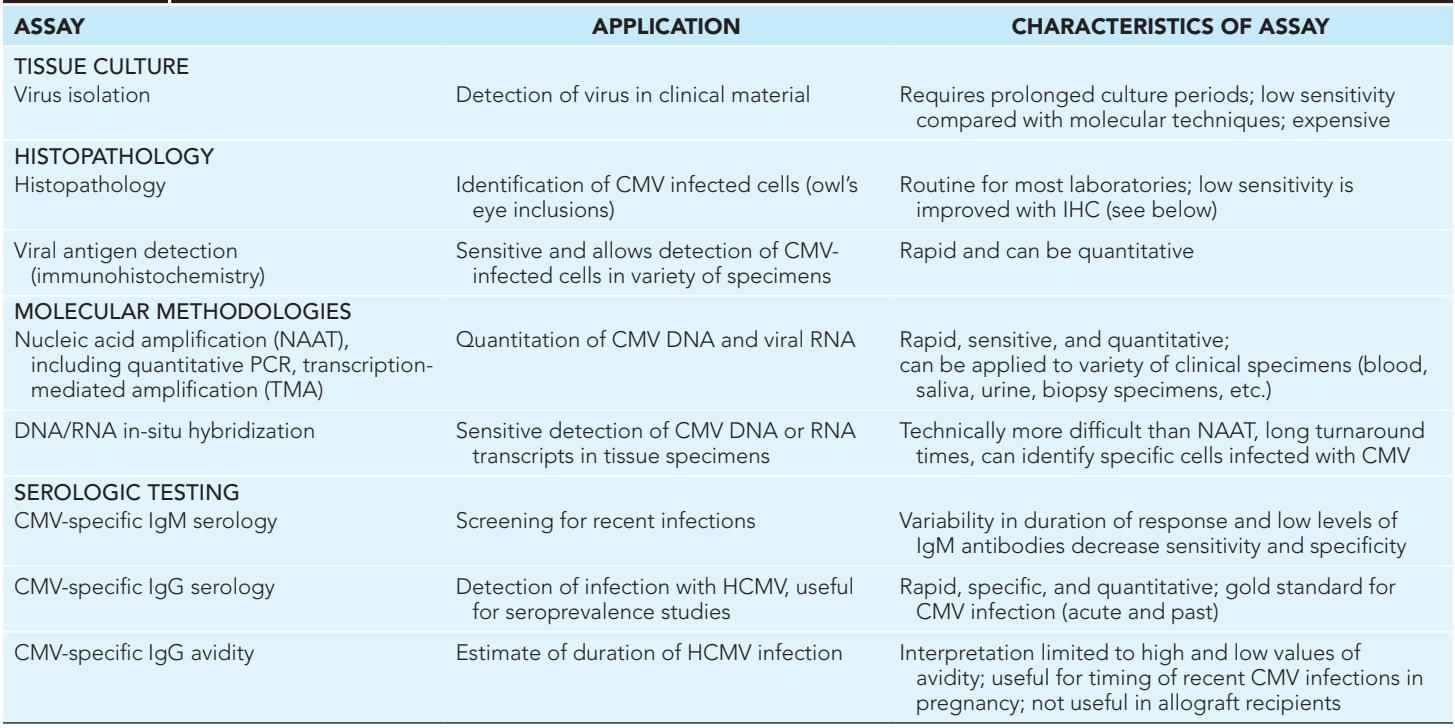 ASSAY APPLICATION CHARACTERISTICS OF ASSAY
TISSUE CULTURE
Virus isolation Detection of virus in clinical material Requires prolonged culture periods; low sensitivity
compared with molecular techniques; expensive
HISTOPATHOLOGY
Histopathology Identification of CMV infected cells (owl’s Routine for most laboratories; low sensitivity is
eye inclusions) improved with IHC (see below)
Viral antigen detection Sensitive and allows detection of CMV- Rapid and can be quantitative
(immunohistochemistry) infected cells in variety of specimens
MOLECULAR METHODOLOGIES
Nucleic acid amplification (NAAT), Quantitation of CMV DNA and viral RNA Rapid, sensitive, and quantitative;
including quantitative PCR, transcription- can be applied to variety of clinical specimens (blood,
mediated amplification (TMA) saliva, urine, biopsy specimens, etc.)
DNA/RNA in-situ hybridization Sensitive detection of CMV DNA or RNA Technically more difficult than NAAT, long turnaround
transcripts in tissue specimens times, can identify specific cells infected with CMV
SEROLOGIC TESTING
CMV-specific IgM serology Screening for recent infections Variability in duration of response and low levels of
IgM antibodies decrease sensitivity and specificity
CMV-specific IgG serology Detection of infection with HCMV, useful Rapid, specific, and quantitative; gold standard for
for seroprevalence studies CMV infection (acute and past)
CMV-specific IgG avidity Estimate of duration of HCMV infection Interpretation limited to high and low values of
avidity; useful for timing of recent CMV infections in
pregnancy; not useful in allograft recipients